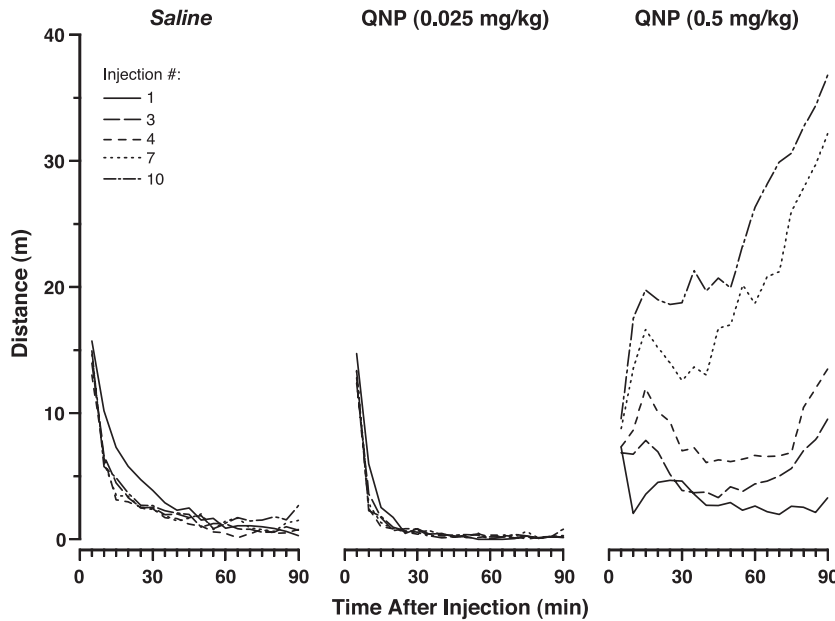 Saline QNP (0.025 mg/kg) QNP (0.5 mg/kg)
40
30
20
10
0
Distance (m)
Injection #:
1
3
4
7
10
0 30 60 90 0 30 60 90 0 30 60 90
Time After Injection (min)